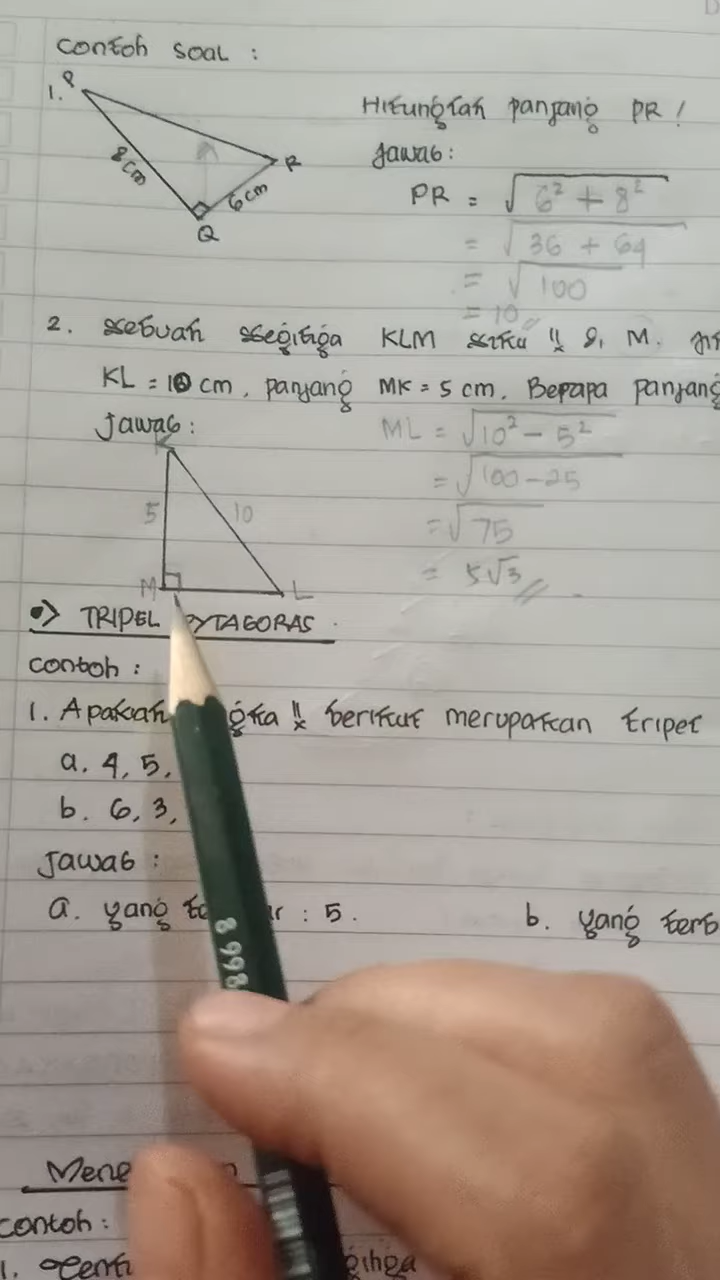 Contoh soal :
1.
P
8 cm
6 cm
R
Q
Hitunglah panjang PR !
Jawab :
PR = √6² + 8²
= √36 + 64
= √100
= 10
2. Sebuah segitiga KLM siku" di M.
KL = 10 cm, panjang MK = 5 cm. Berapa panjang
Jawab :
K
5
10
M
L
ML = √10² - 5²
= √100 - 25
= √75
= 5√3
TRIPEL PYTAGORAS
Contoh :
1. Apakah " berikut merupakan tripel
a. 4, 5,
b. 6, 3,
Jawab :
a. yang : 5.
b. yang
8998
Contoh :
1.